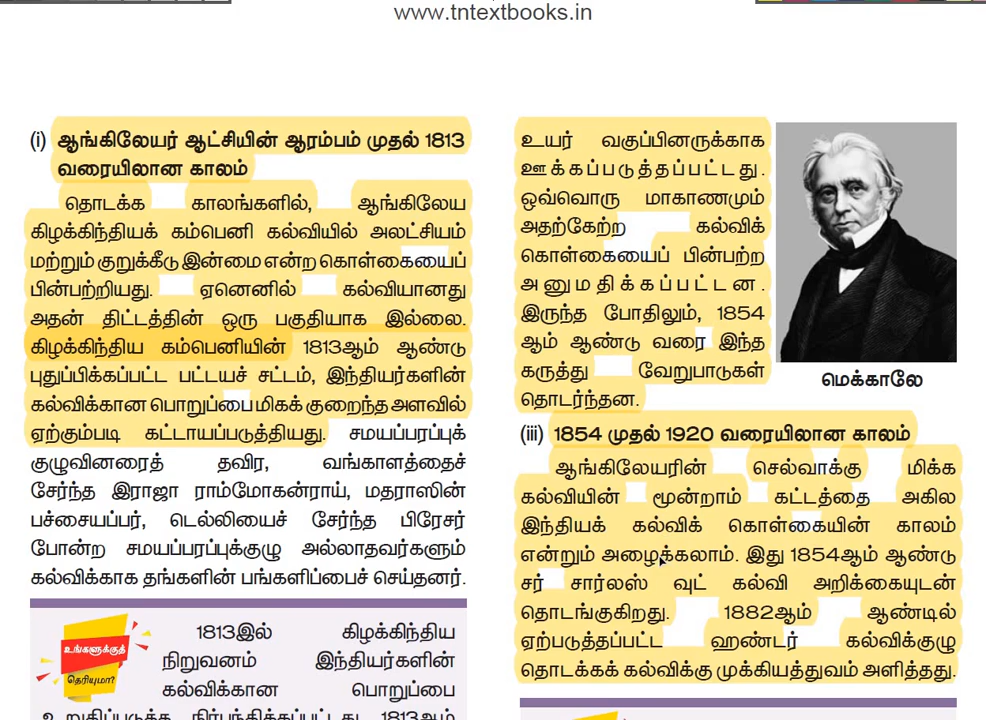 www.tntextbooks.in
(i) ஆங்கிலேயர் ஆட்சியின் ஆரம்பம் முதல் 1813
வரையிலான காலம்
தொடக்க காலங்களில், ஆங்கிலேய
கிழக்கிந்தியக் கம்பெனி கல்வியில் அலட்சியம்
மற்றும் குறுக்கீடு இன்மை என்ற கொள்கையைப்
பின்பற்றியது. ஏனெனில் கல்வியானது
அதன் திட்டத்தின் ஒரு பகுதியாக இல்லை.
கிழக்கிந்திய கம்பெனியின் 1813ஆம் ஆண்டு
புதுப்பிக்கப்பட்ட பட்டயச் சட்டம், இந்தியர்களின்
கல்விக்கான பொறுப்பை மிகக் குறைந்த அளவில்
ஏற்கும்படி கட்டாயப்படுத்தியது. சமயப்பரப்புக்
குழுவினரைத் தவிர, வங்காளத்தைச்
சேர்ந்த இராஜா ராம்மோகன்ராய், மதராஸின்
பச்சையப்பர், டெல்லியைச் சேர்ந்த பிரேசர்
போன்ற சமயப்பரப்புக்குழு அல்லாதவர்களும்
கல்விக்காக தங்களின் பங்களிப்பைச் செய்தனர்.
உங்களுக்குத்
தெரியுமா?
1813இல் கிழக்கிந்திய
நிறுவனம் இந்தியர்களின்
கல்விக்கான பொறுப்பை
உறுதிப்படுத்த நிர்பந்திக்கப்பட்டது. 1813ஆம்
உயர் வகுப்பினருக்காக
ஊக்கப்படுத்தப்பட்டது.
ஒவ்வொரு மாகாணமும்
அதற்கேற்ற கல்விக்
கொள்கையைப் பின்பற்ற
அனுமதிக்கப்பட்டன.
இருந்த போதிலும், 1854
ஆம் ஆண்டு வரை இந்த
கருத்து வேறுபாடுகள்
தொடர்ந்தன.
மெக்காலே
(iii) 1854 முதல் 1920 வரையிலான காலம்
ஆங்கிலேயரின் செல்வாக்கு மிக்க
கல்வியின் மூன்றாம் கட்டத்தை அகில
இந்தியக் கல்விக் கொள்கையின் காலம்
என்றும் அழைக்கலாம். இது 1854ஆம் ஆண்டு
சர் சார்லஸ் வுட் கல்வி அறிக்கையுடன்
தொடங்குகிறது. 1882ஆம் ஆண்டில்
ஏற்படுத்தப்பட்ட ஹண்டர் கல்விக்குழு
தொடக்கக் கல்விக்கு முக்கியத்துவம் அளித்தது.